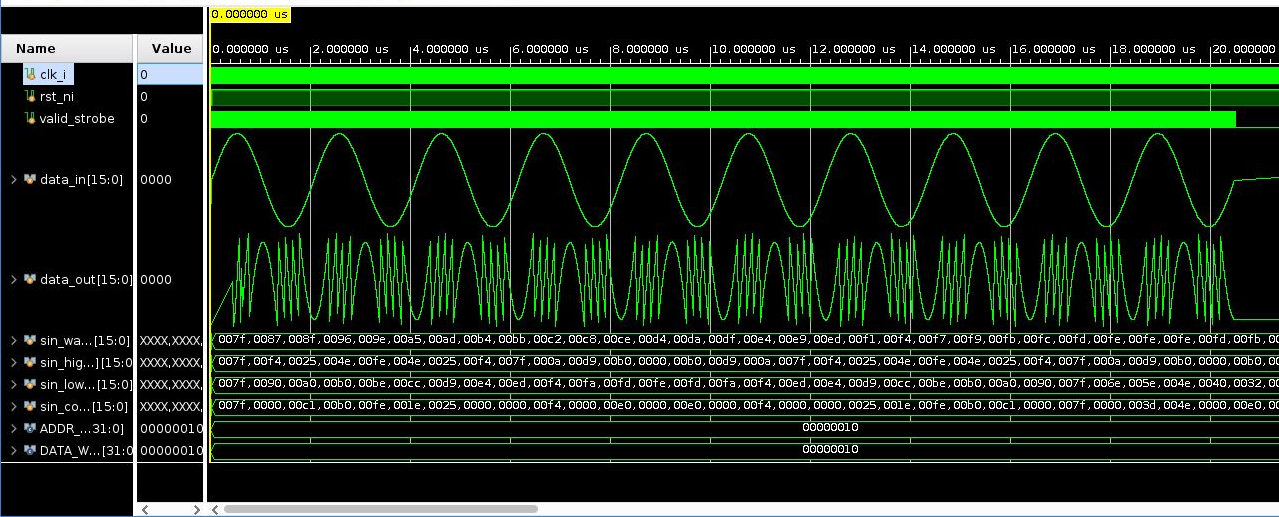 0.000000 us
Name Value
0.000000 us 2.000000 us 4.000000 us 6.000000 us 8.000000 us 10.000000 us 12.000000 us 14.000000 us 16.000000 us 18.000000 us 20.000000
clk_i 0
rst_ni 0
valid_strobe 0
data_in[15:0] 0000
data_out[15:0] 0000
sin_wa...[15:0] XXXX,XXXX, 007f,0087,008f,0096,009e,00a5,00ad,00b4,00bb,00c2,00c8,00ce,00d4,00da,00df,00e4,00e9,00ed,00f1,00f4,00f7,00f9,00fb,00fc,00fd,00fe,00fe,00fe,00fd,00fb,00
sin_hig...][15:0] XXXX,XXXX, 007f,00f4,0025,004e,00fe,004e,0025,00f4,007f,000a,00d9,00b0,0000,00b0,00d9,000a,007f,00f4,0025,004e,00fe,004e,0025,00f4,007f,000a,00d9,00b0,0000,00b0,00
sin_low...[15:0] XXXX,XXXX, 007f,0090,00a0,00b0,00be,00cc,00d9,00e4,00ed,00f4,00fa,00fd,00fe,00fd,00fa,00f4,00ed,00e4,00d9,00cc,00be,00b0,00a0,0090,007f,006e,005e,004e,0040,0032,00
sin_co...[15:0] XXXX,XXXX, 007f,0000,00c1,00b0,00fe,001e,0025,0000,0000,00f4,0000,00e0,0000,00e0,0000,00f4,0000,0000,0025,001e,00fe,00b0,00c1,0000,007f,0000,003d,004e,0000,00e0,00
ADDR_...31:0] 00000010 00000010
DATA_W...[31:0 00000010 00000010